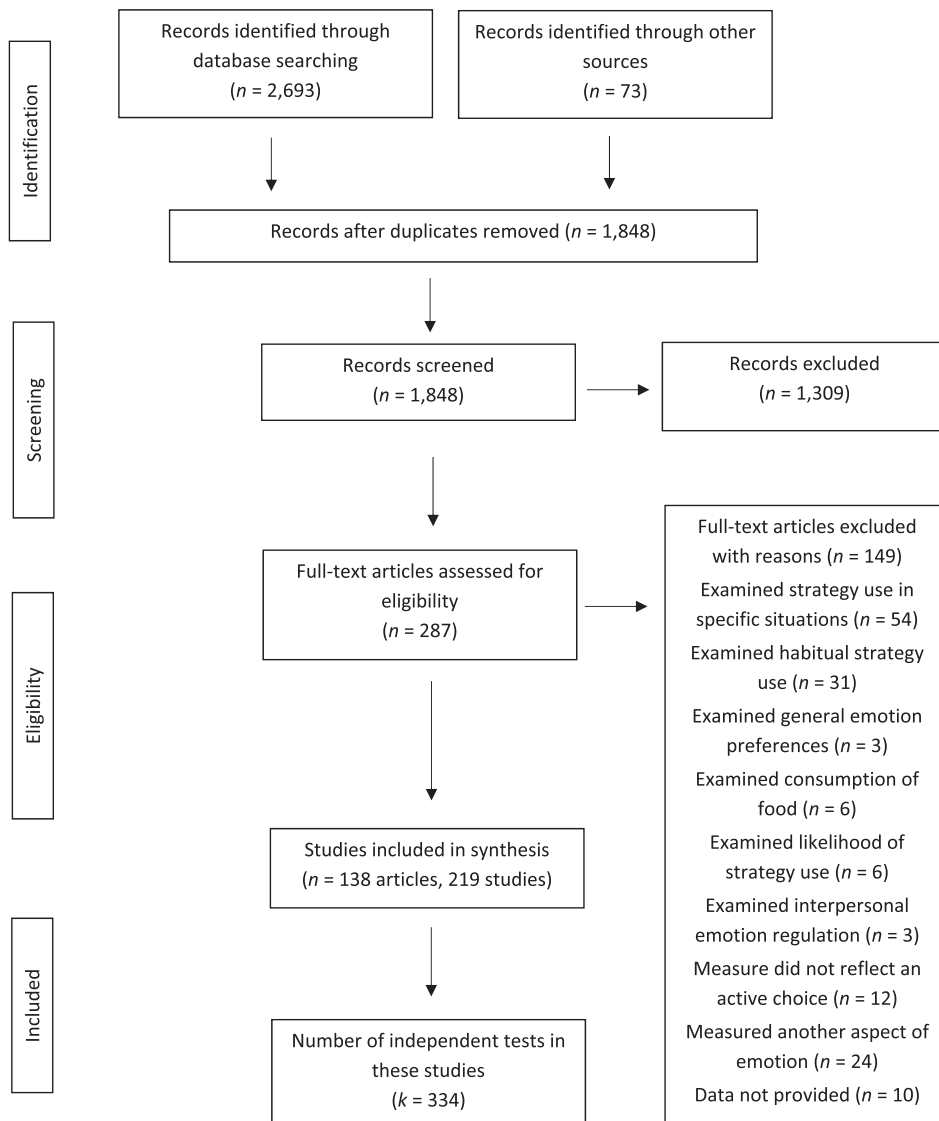 Identification
Records identified through
database searching
(n = 2,693)
Records identified through other
sources
(n = 73)
Records after duplicates removed (n = 1,848)
Screening
Records screened
(n = 1,848)
Records excluded
(n = 1,309)
Eligibility
Full-text articles assessed for
eligibility
(n = 287)
Full-text articles excluded
with reasons (n = 149)
Examined strategy use in
specific situations (n = 54)
Examined habitual strategy
use (n = 31)
Examined general emotion
preferences (n = 3)
Examined consumption of
food (n = 6)
Examined likelihood of
strategy use (n = 6)
Examined interpersonal
emotion regulation (n = 3)
Measure did not reflect an
active choice (n = 12)
Measured another aspect of
emotion (n = 24)
Data not provided (n = 10)
Included
Studies included in synthesis
(n = 138 articles, 219 studies)
Number of independent tests in
these studies
(k = 334)